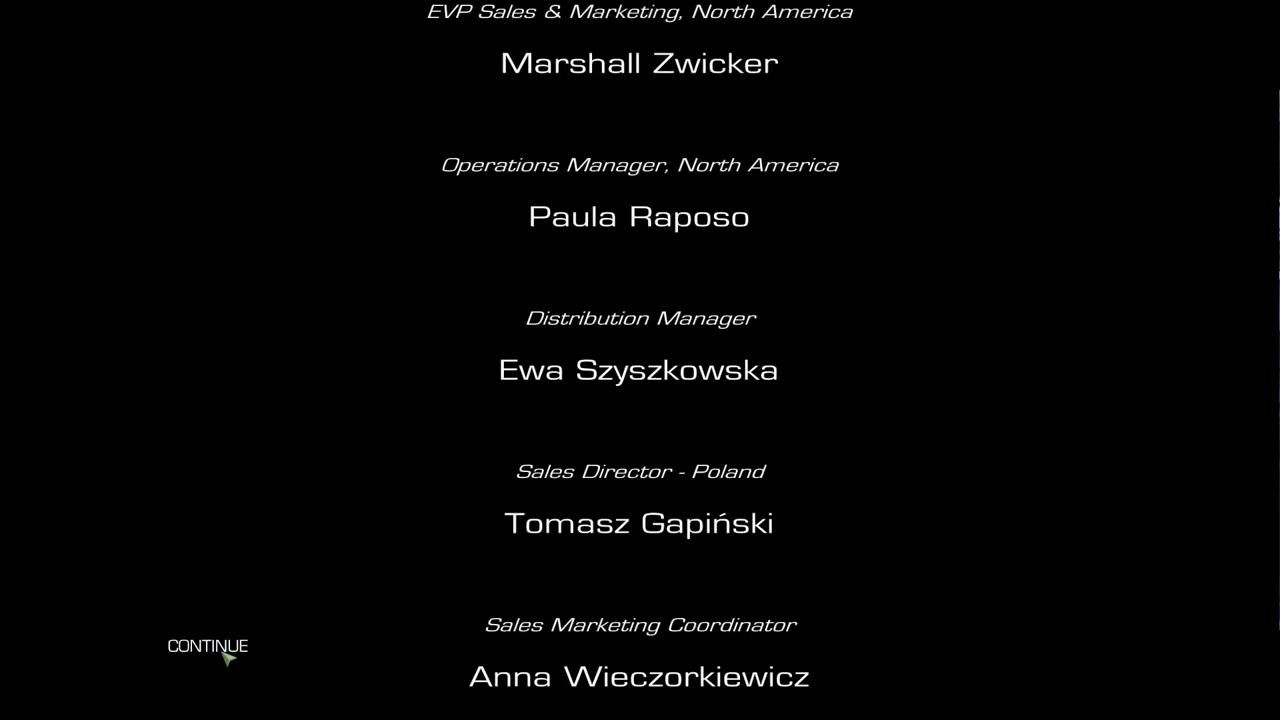 EVP Sales & Marketing, North America
Marshall Zwicker
Operations Manager, North America
Paula Raposo
Distribution Manager
Ewa Szyszkowska
Sales Director - Poland
Tomasz Gapiński
Sales Marketing Coordinator
CONTINUE
Anna Wieczorkiewicz